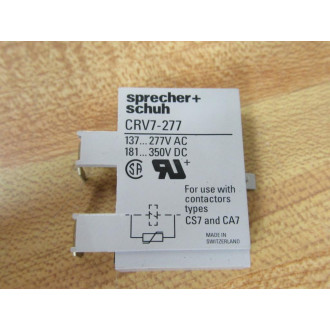 sprecher+
schuh
CRV7-277
137...277V AC
181...350V DC
For use with
contactors
types
CS7 and CA7
MADE IN
SWITZERLAND